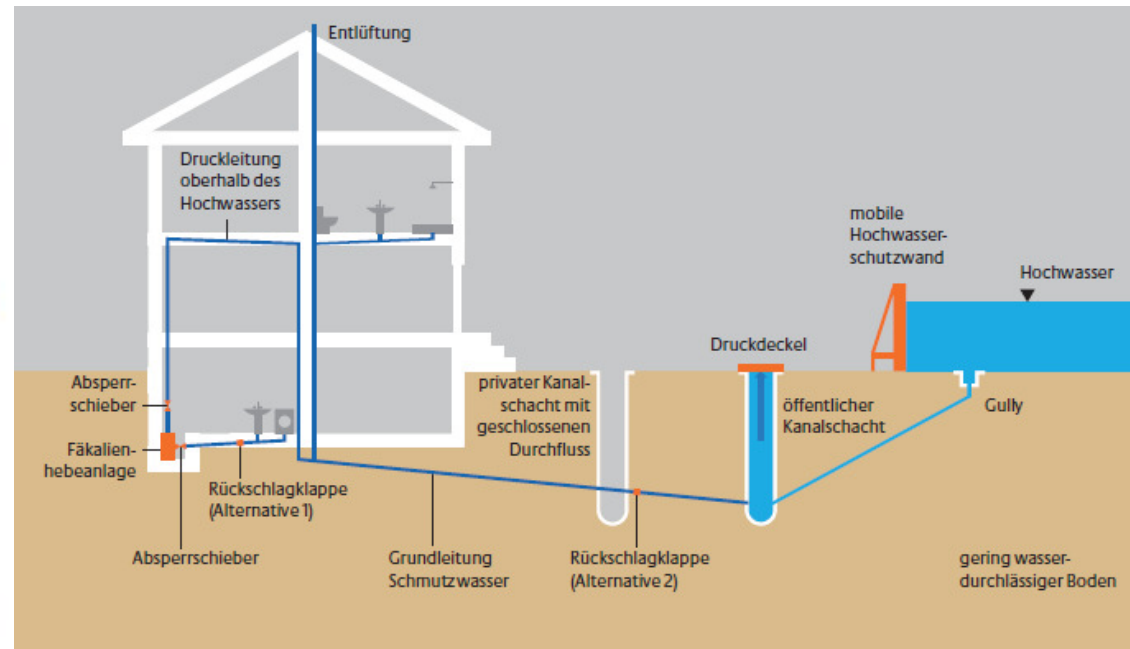 Entlüftung
Druckleitung
oberhalb des
Hochwassers
mobile
Hochwasser-
schutzwand
Hochwasser
Druckdeckel
Absperr-
schieber
privater Kanal-
schacht mit
geschlossenen
Durchfluss
öffentlicher
Kanalschacht
Gully
Fäkalien-
hebeanlage
Rückschlagklappe
(Alternative 1)
Absperrschieber
Grundleitung
Schmutzwasser
Rückschlagklappe
(Alternative 2)
gering wasser-
durchlässiger Boden